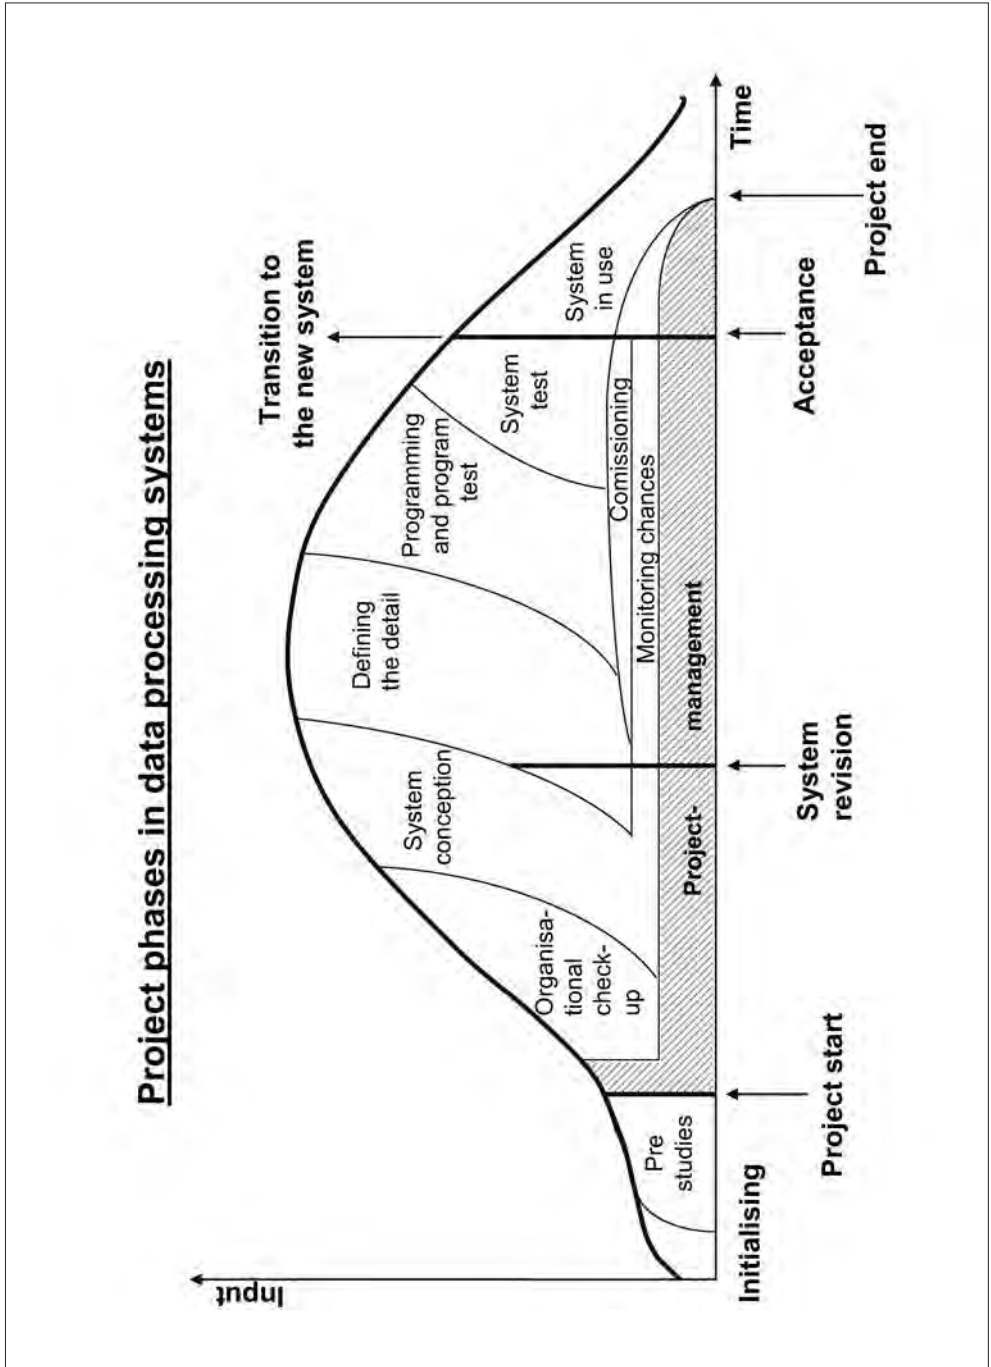 Project phases in data processing systems
Transition to
the new system
Input
Defining
the detail
Programming
and program
test
System
conception
System
test
System
in use
Organisa-
tional
check-
up
Comissioning
Monitoring chances
Pre
studies
Project-
management
Time
Initialising
Project start
System
revision
Acceptance
Project end